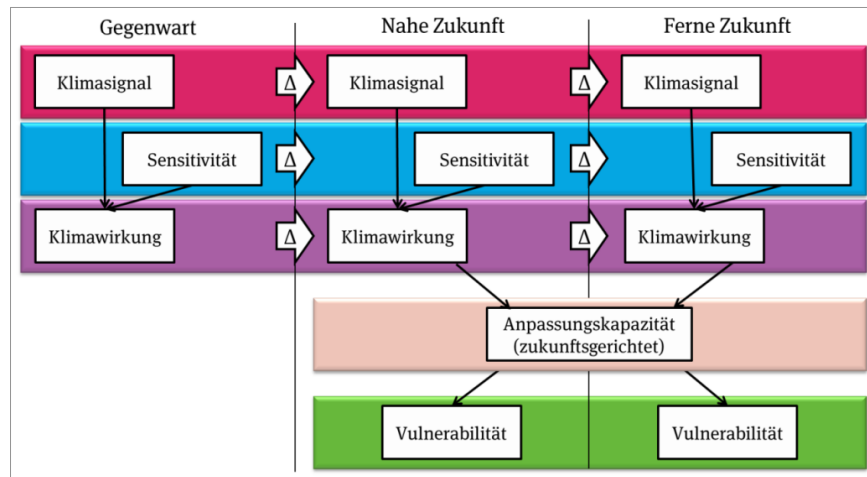 Gegenwart
Nahe Zukunft
Ferne Zukunft
Klimasignal
Δ
Klimasignal
Δ
Klimasignal
Sensitivität
Δ
Sensitivität
Δ
Sensitivität
Klimawirkung
Δ
Klimawirkung
Δ
Klimawirkung
Anpassungskapazität
(zukunftsgerichtet)
Vulnerabilität
Vulnerabilität